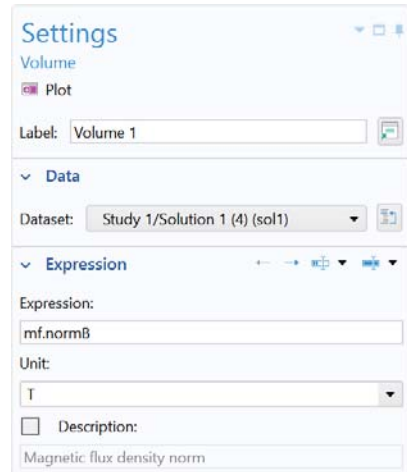 Settings
Volume
Plot
Label: Volume 1
Data
Dataset: Study 1/Solution 1 (4) (sol1)
Expression
Expression:
mf.normB
Unit:
T
Description:
Magnetic flux density norm